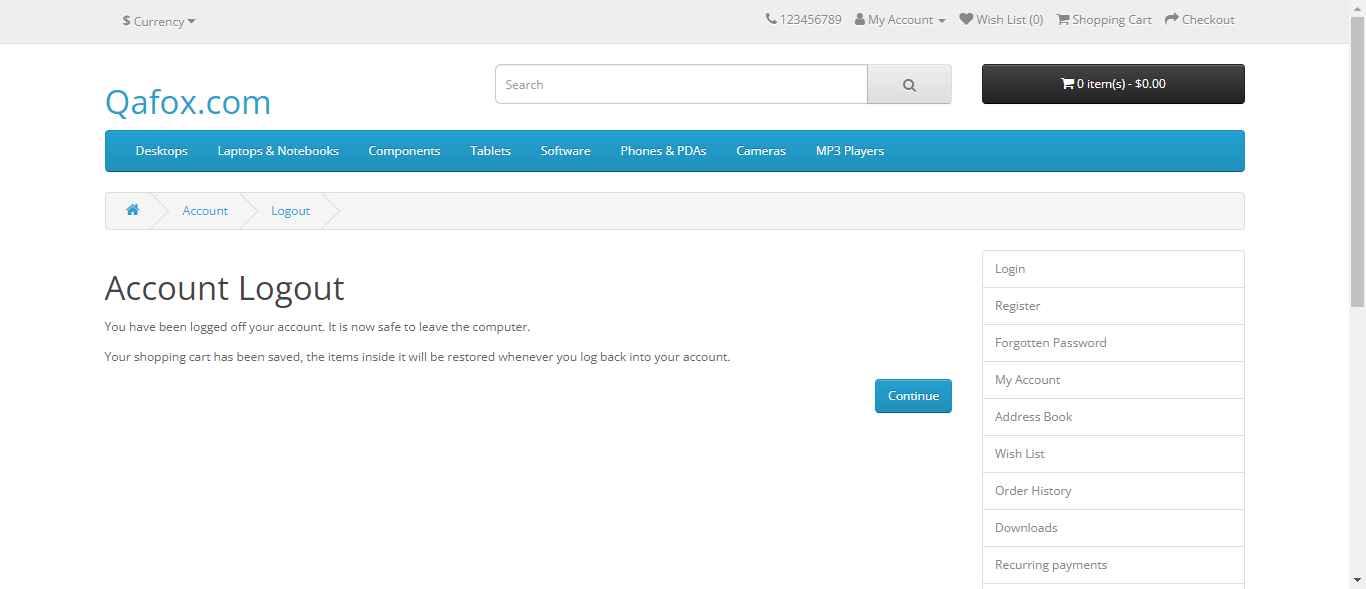 $ Currency
123456789 My Account Wish List (0) Shopping Cart Checkout
Qafox.com
Search
0 item(s) - $0.00
Desktops Laptops & Notebooks Components Tablets Software Phones & PDAs Cameras MP3 Players
Account Logout
Account Logout
You have been logged off your account. It is now safe to leave the computer.
Your shopping cart has been saved, the items inside it will be restored whenever you log back into your account.
Continue
Login
Register
Forgotten Password
My Account
Address Book
Wish List
Order History
Downloads
Recurring payments